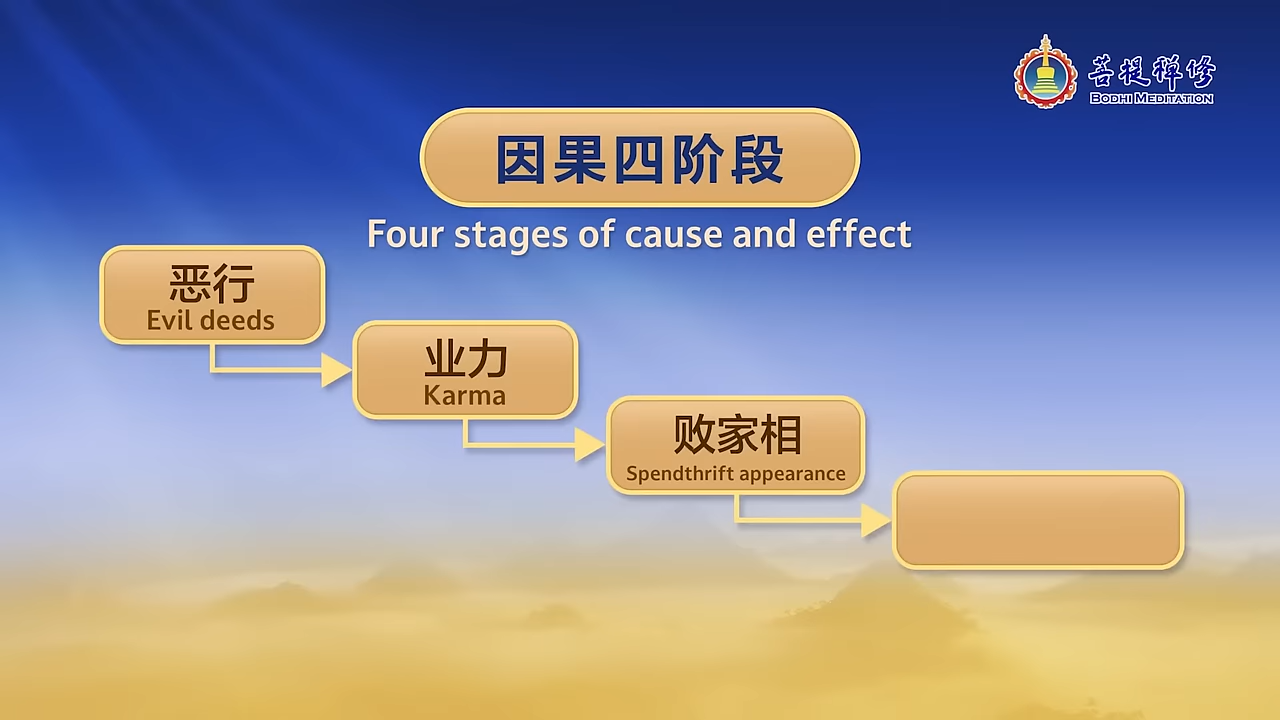 菩提禅修
BODHI MEDITATION
因果四阶段
Four stages of cause and effect
恶行
Evil deeds
业力
Karma
败家相
Spendthrift appearance